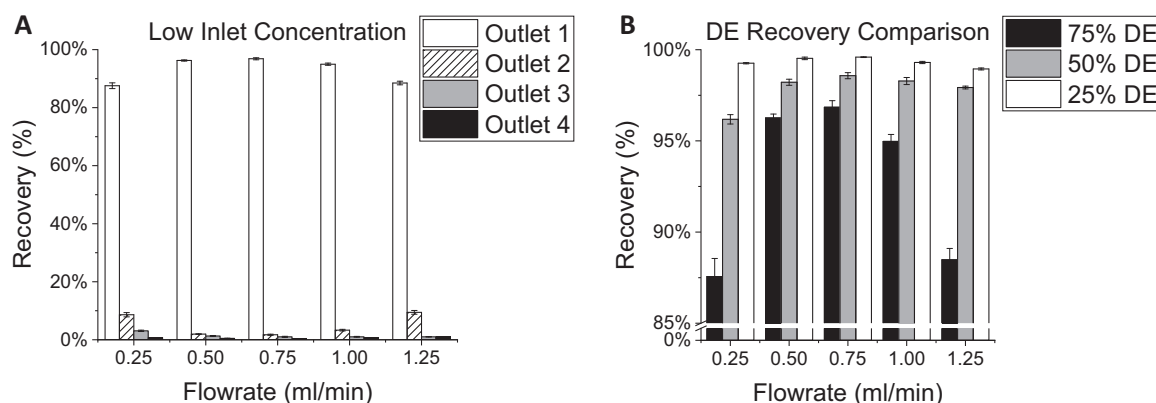 A
Low Inlet Concentration
Outlet 1
Outlet 2
Outlet 3
Outlet 4
Recovery (%)
100%
80%
60%
40%
20%
0%
0.25 0.50 0.75 1.00 1.25
Flowrate (ml/min)
B
DE Recovery Comparison
75% DE
50% DE
25% DE
Recovery (%)
100%
95%
90%
85%
0%
0.25 0.50 0.75 1.00 1.25
Flowrate (ml/min)